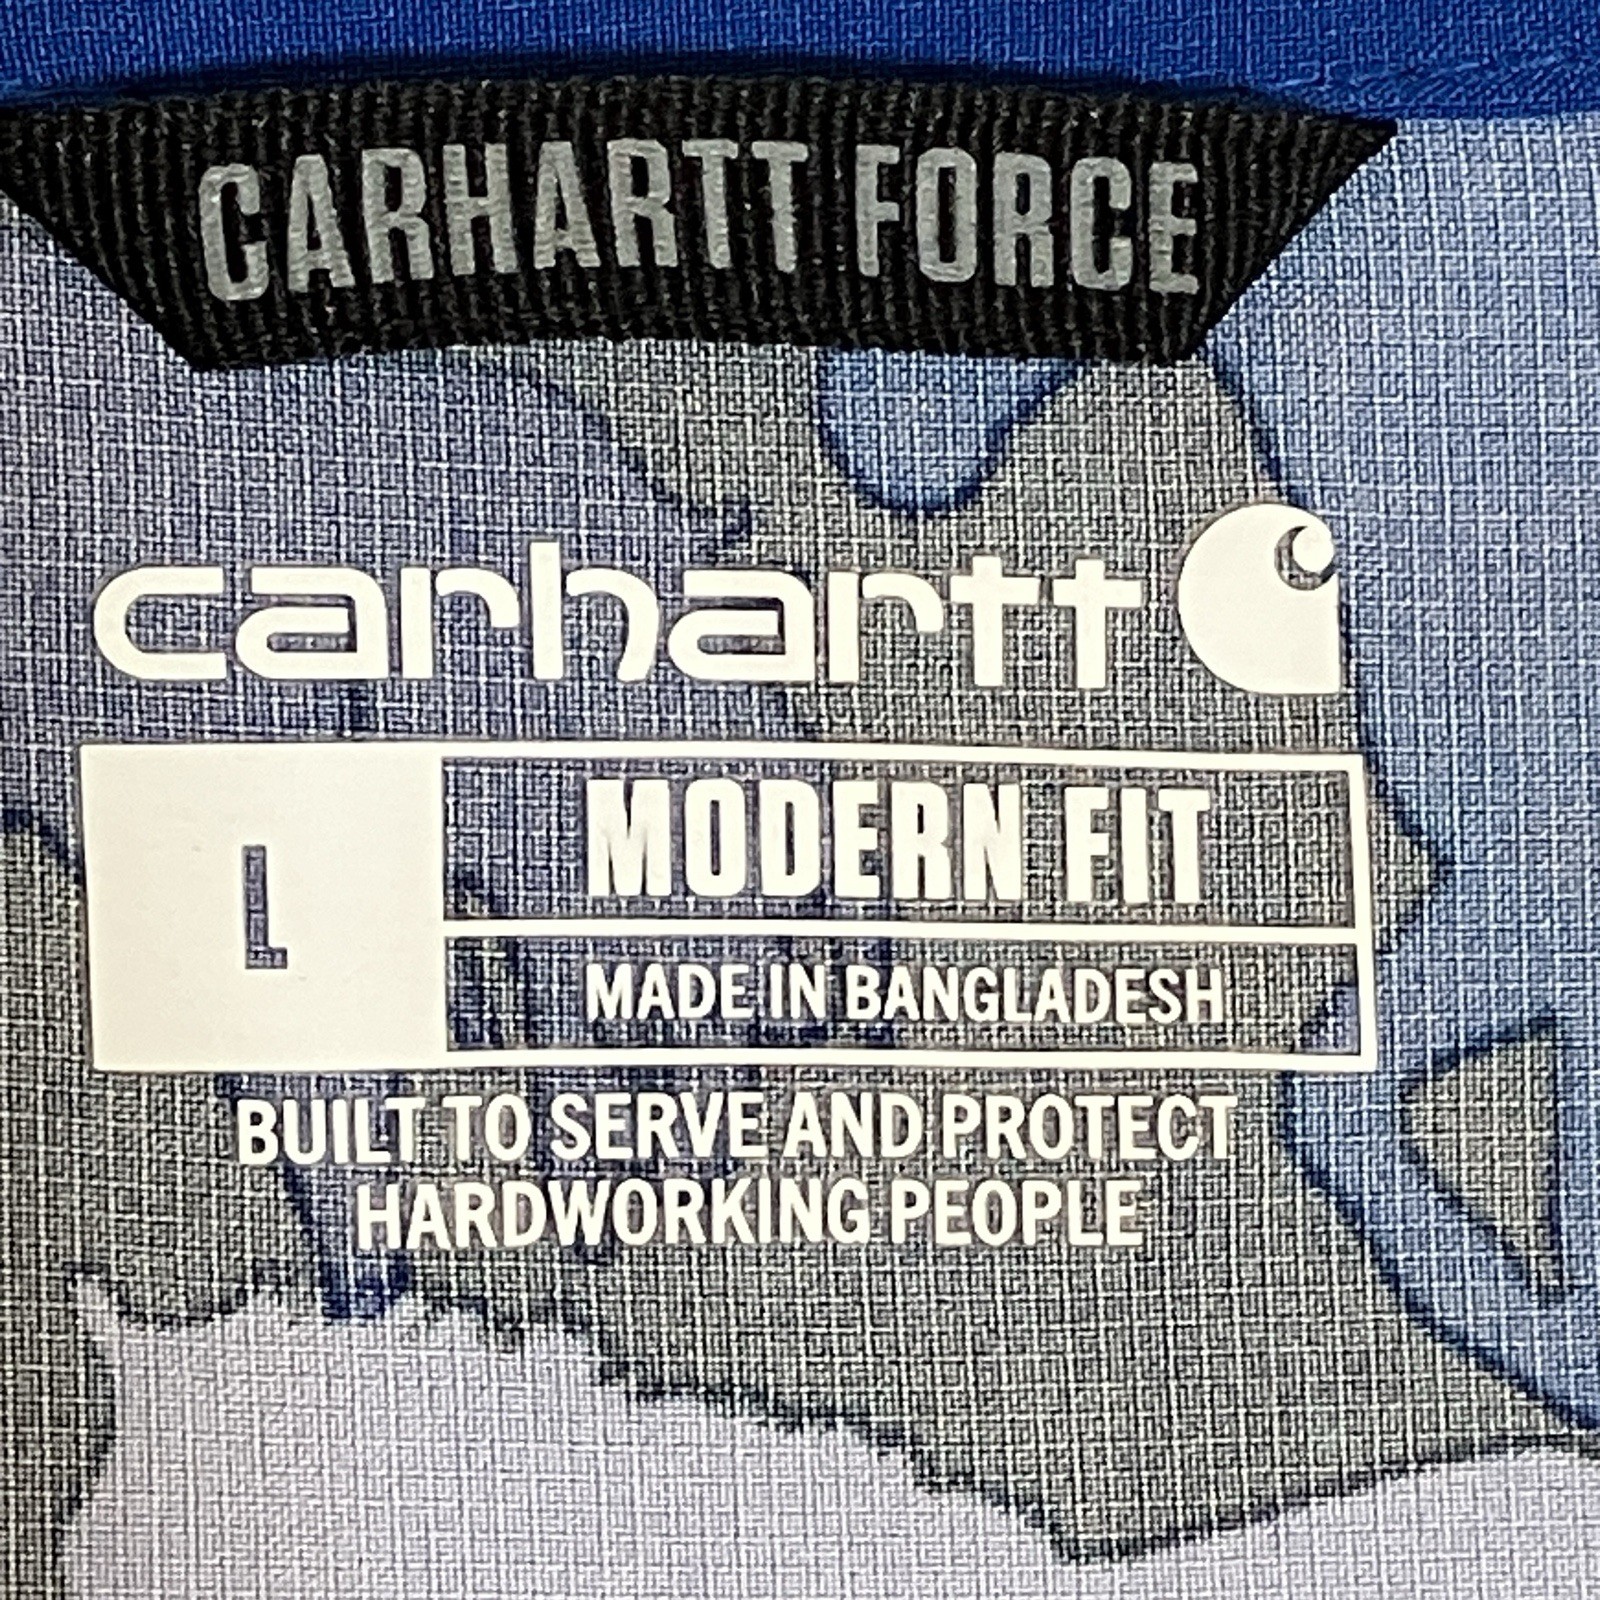 CARHARTT FORCE
carhartt
L
MODERN FIT
MADE IN BANGLADESH
BUILT TO SERVE AND PROTECT
HARDWORKING PEOPLE